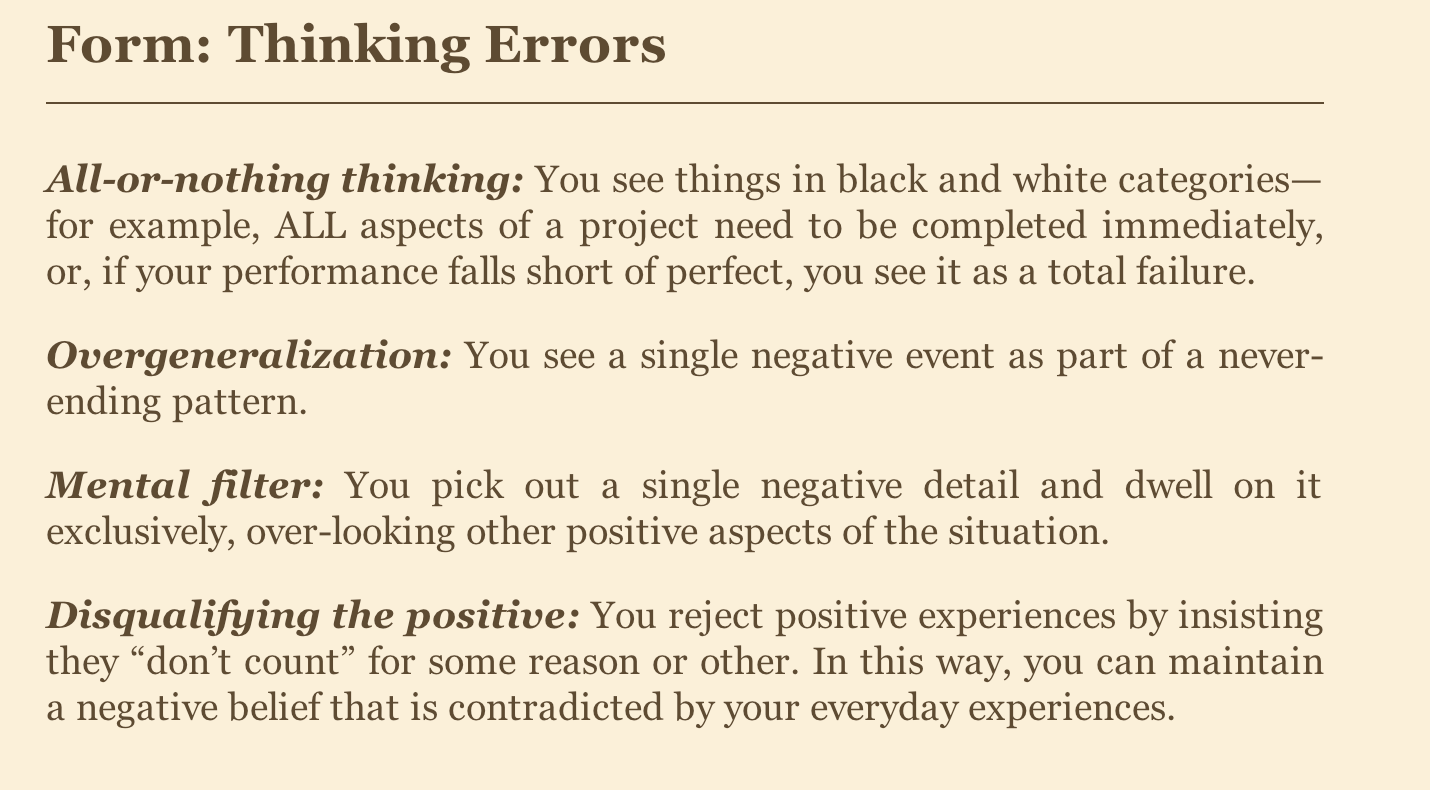 Form: Thinking Errors
All-or-nothing thinking: You see things in black and white categories—
for example, ALL aspects of a project need to be completed immediately,
or, if your performance falls short of perfect, you see it as a total failure.
Overgeneralization: You see a single negative event as part of a never-
ending pattern.
Mental filter: You pick out a single negative detail and dwell on it
exclusively, over-looking other positive aspects of the situation.
Disqualifying the positive: You reject positive experiences by insisting
they “don’t count” for some reason or other. In this way, you can maintain
a negative belief that is contradicted by your everyday experiences.